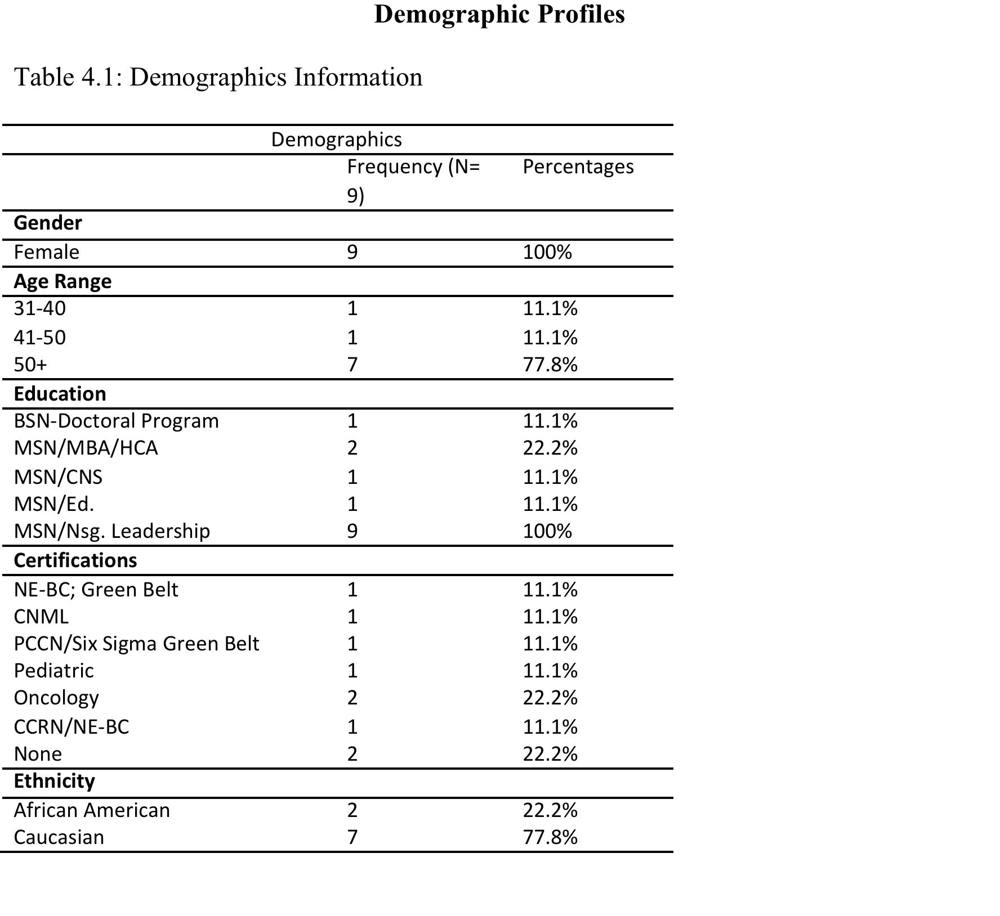 Demographic Profiles
Table 4.1: Demographics Information
Demographics
Frequency (N= Percentages
9)
Gender
Female 9 100%
Age Range
31-40 1 11.1%
41-50 1 11.1%
50+ 7 77.8%
Education
BSN-Doctoral Program 1 11.1%
MSN/MBA/HCA 2 22.2%
MSN/CNS 1 11.1%
MSN/Ed. 1 11.1%
MSN/Nsg. Leadership 9 100%
Certifications
NE-BC; Green Belt 1 11.1%
CNML 1 11.1%
PCCN/Six Sigma Green Belt 1 11.1%
Pediatric 1 11.1%
Oncology 2 22.2%
CCRN/NE-BC 1 11.1%
None 2 22.2%
Ethnicity
African American 2 22.2%
Caucasian 7 77.8%